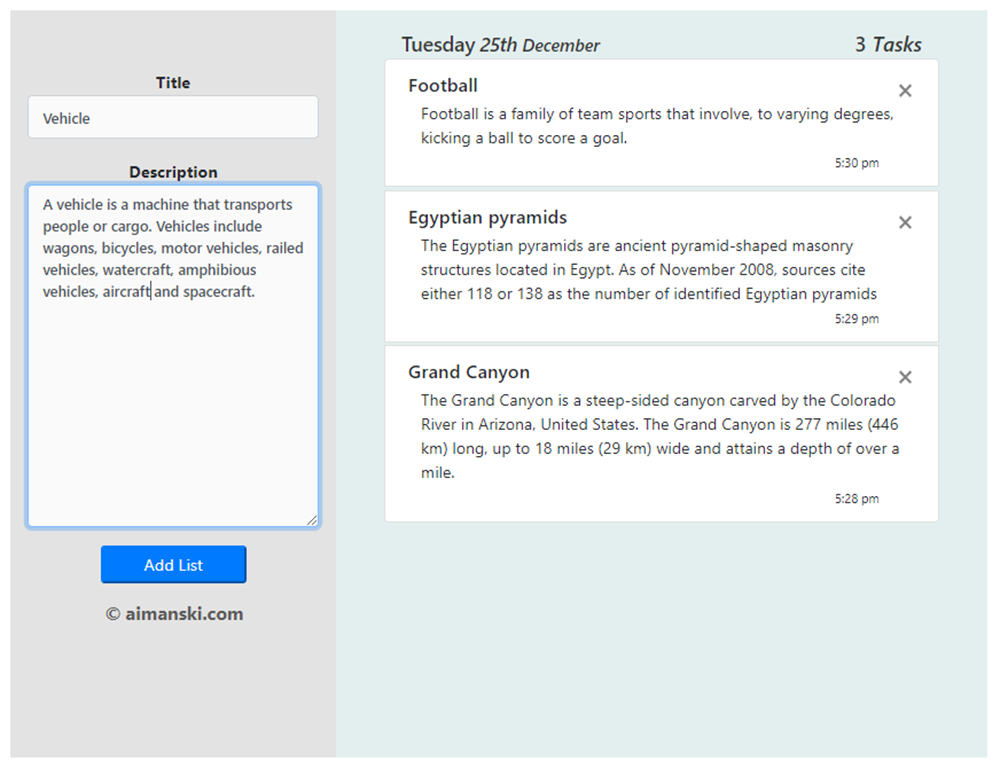 Title
Vehicle
Description
A vehicle is a machine that transports
people or cargo. Vehicles include
wagons, bicycles, motor vehicles, railed
vehicles, watercraft, amphibious
vehicles, aircraft and spacecraft.
Add List
© aimanski.com
Tuesday 25th December
3 Tasks
Football
Football is a family of team sports that involve, to varying degrees,
kicking a ball to score a goal.
5:30 pm
Egyptian pyramids
The Egyptian pyramids are ancient pyramid-shaped masonry
structures located in Egypt. As of November 2008, sources cite
either 118 or 138 as the number of identified Egyptian pyramids
5:29 pm
Grand Canyon
The Grand Canyon is a steep-sided canyon carved by the Colorado
River in Arizona, United States. The Grand Canyon is 277 miles (446
km) long, up to 18 miles (29 km) wide and attains a depth of over a
mile.
5:28 pm